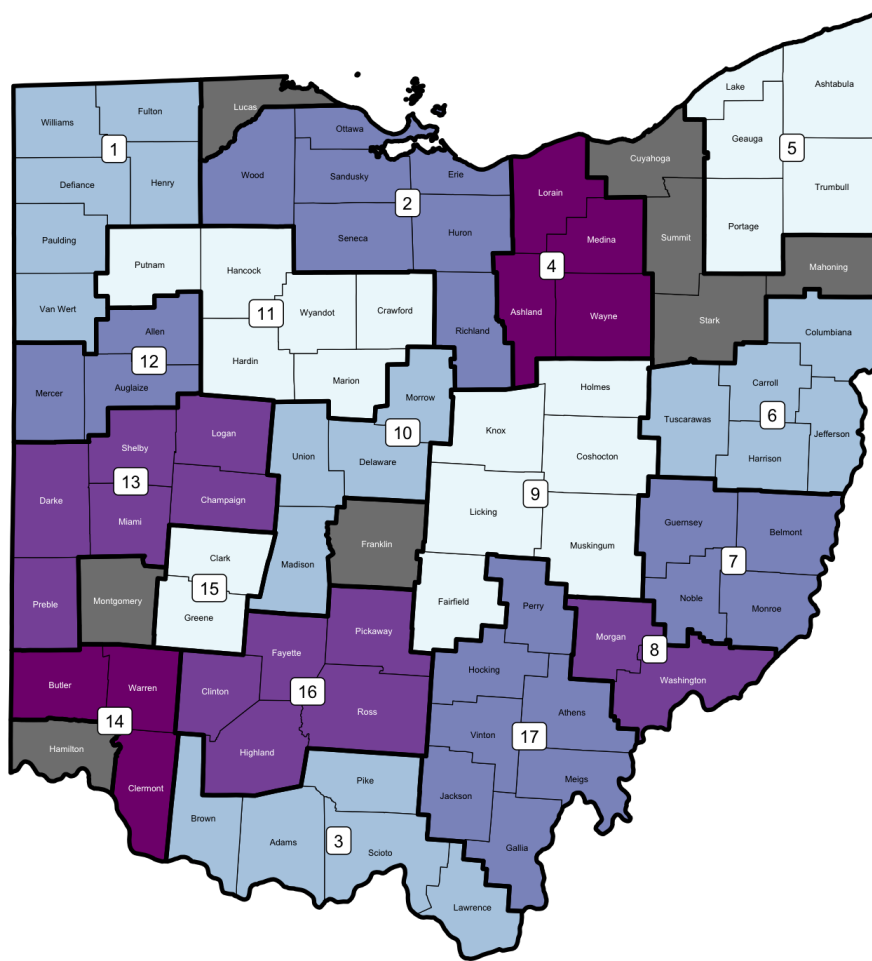 Lake
Ashtabula
Lucas
Fulton
Williams
Ottawa
Geauga
1
5
Cuyahoga
Wood
Sandusky
Erie
Defiance
Henry
Lorain
Trumbull
2
Portage
Paulding
Seneca
Huron
Medina
Summit
Putnam
Hancock
4
Mahoning
Van Wert
11
Wyandot
Crawford
Ashland
Wayne
Stark
Allen
Richland
Columbiana
12
Hardin
Marion
Mercer
Auglaize
Morrow
Holmes
Carroll
Tuscarawas
6
Logan
10
Knox
Jefferson
Shelby
Union
Delaware
Coshocton
Harrison
13
9
Darke
Champaign
Licking
Miami
Guernsey
Belmont
Franklin
Muskingum
Clark
7
Madison
15
Montgomery
Fairfield
Perry
Noble
Monroe
Preble
Greene
Pickaway
Morgan
8
Fayette
Hocking
Washington
Butler
Warren
Clinton
16
Ross
Athens
14
Vinton
17
Hamilton
Highland
Pike
Meigs
Clermont
Jackson
Brown
Adams
3
Scioto
Gallia
Lawrence